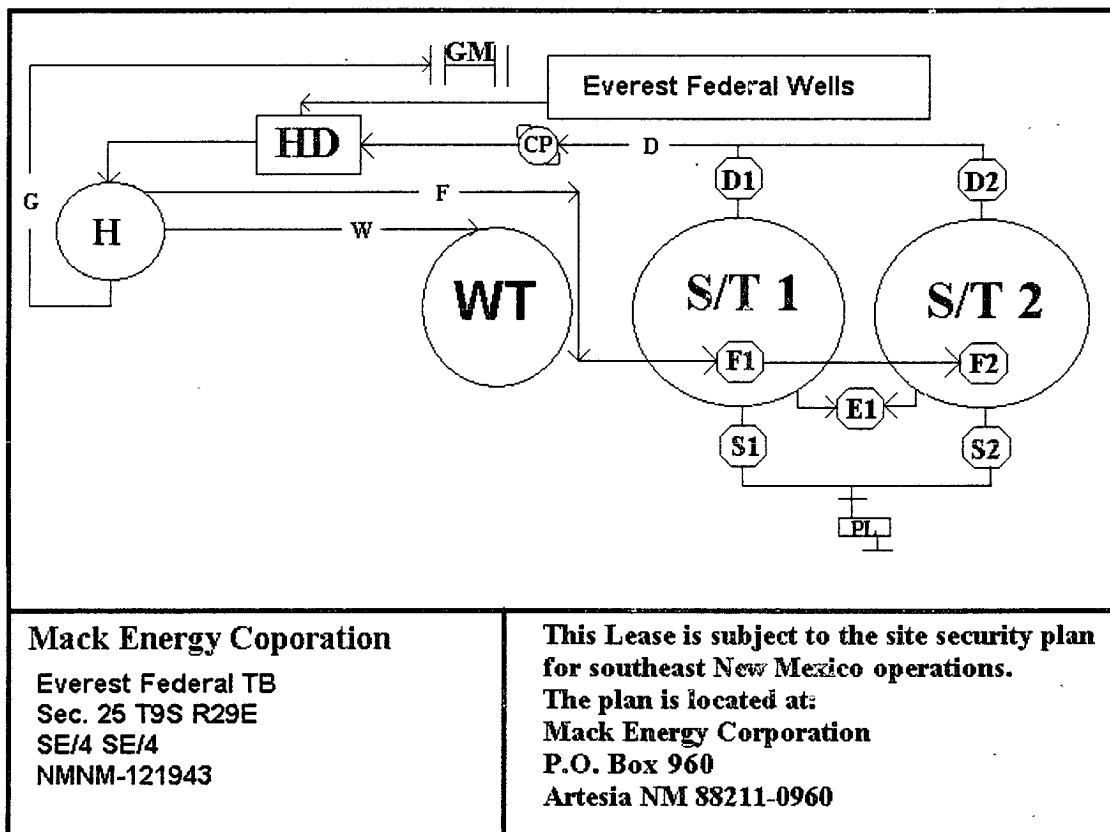 GM
Everest Federal Wells
HD
CP
D
D1
D2
G
H
F
W
WT
S/T 1
S/T 2
F1
F2
E1
S1
S2
PL
Mack Energy Coporation
Everest Federal TB
Sec. 25 T9S R29E
SE/4 SE/4
NMNM-121943
This Lease is subject to the site security plan
for southeast New Mexico operations.
The plan is located at:
Mack Energy Corporation
P.O. Box 960
Artesia NM 88211-0960